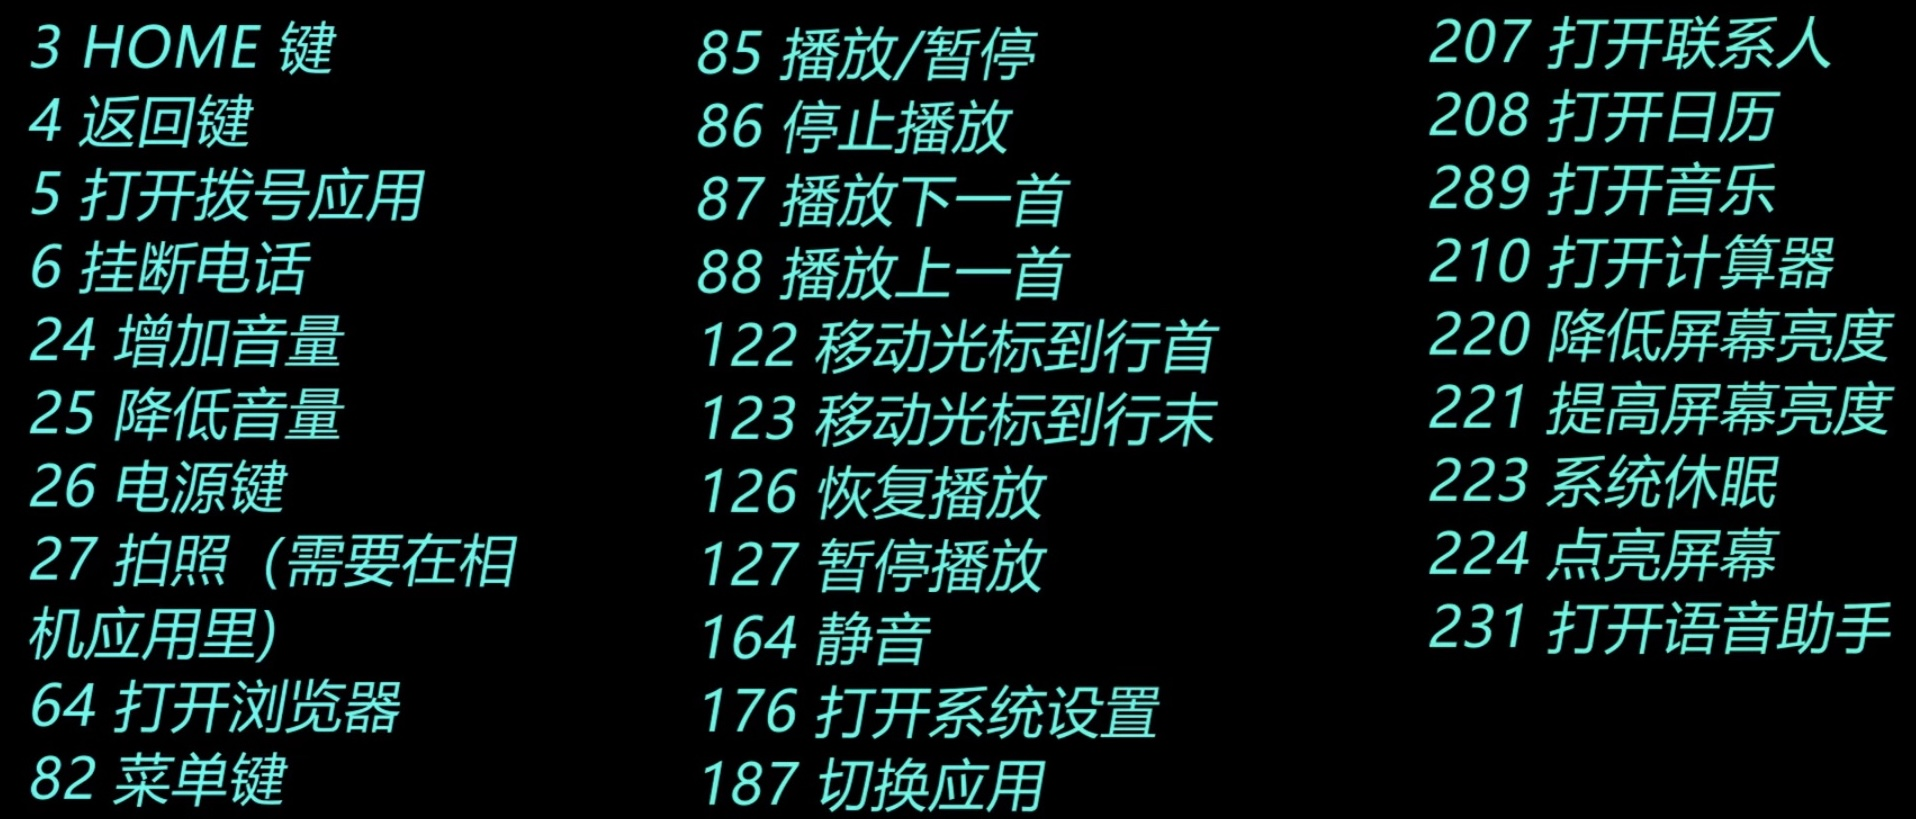 3 HOME 键
4 返回键
5 打开拨号应用
6 挂断电话
24 增加音量
25 降低音量
26 电源键
27 拍照（需要在相
机应用里）
64 打开浏览器
82 菜单键
85 播放/暂停
86 停止播放
87 播放下一首
88 播放上一首
122 移动光标到行首
123 移动光标到行末
126 恢复播放
127 暂停播放
164 静音
176 打开系统设置
187 切换应用
207 打开联系人
208 打开日历
289 打开音乐
210 打开计算器
220 降低屏幕亮度
221 提高屏幕亮度
223 系统休眠
224 点亮屏幕
231 打开语音助手